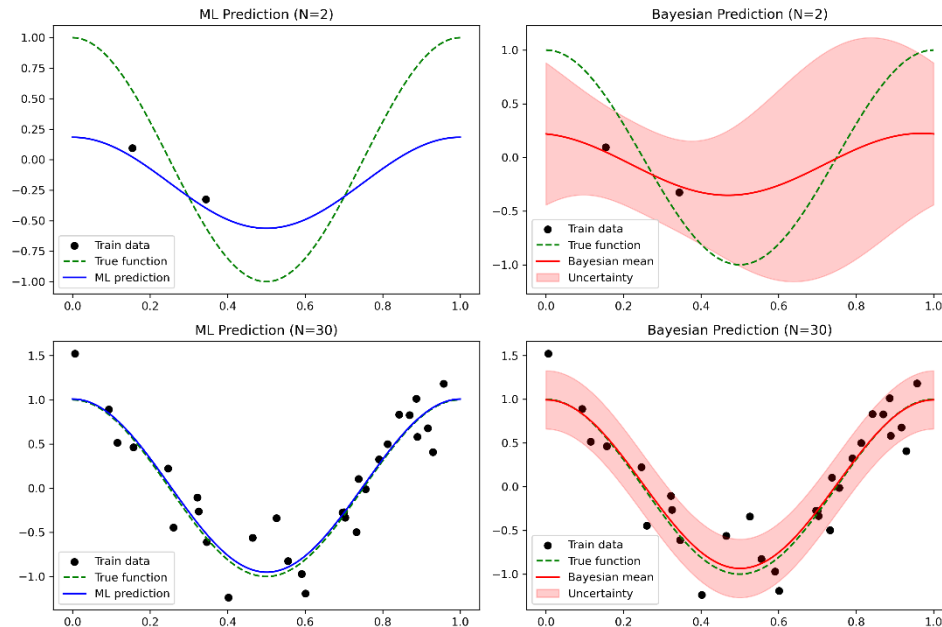 ML Prediction (N=2)
1.00
0.75
0.50
0.25
0.00
-0.25
-0.50
-0.75
-1.00
Train data
True function
ML prediction
0.0 0.2 0.4 0.6 0.8 1.0
Bayesian Prediction (N=2)
1.0
0.5
0.0
-0.5
-1.0
Train data
True function
Bayesian mean
Uncertainty
0.0 0.2 0.4 0.6 0.8 1.0
ML Prediction (N=30)
1.5
1.0
0.5
0.0
-0.5
-1.0
Train data
True function
ML prediction
0.0 0.2 0.4 0.6 0.8 1.0
Bayesian Prediction (N=30)
1.5
1.0
0.5
0.0
-0.5
-1.0
Train data
True function
Bayesian mean
Uncertainty
0.0 0.2 0.4 0.6 0.8 1.0